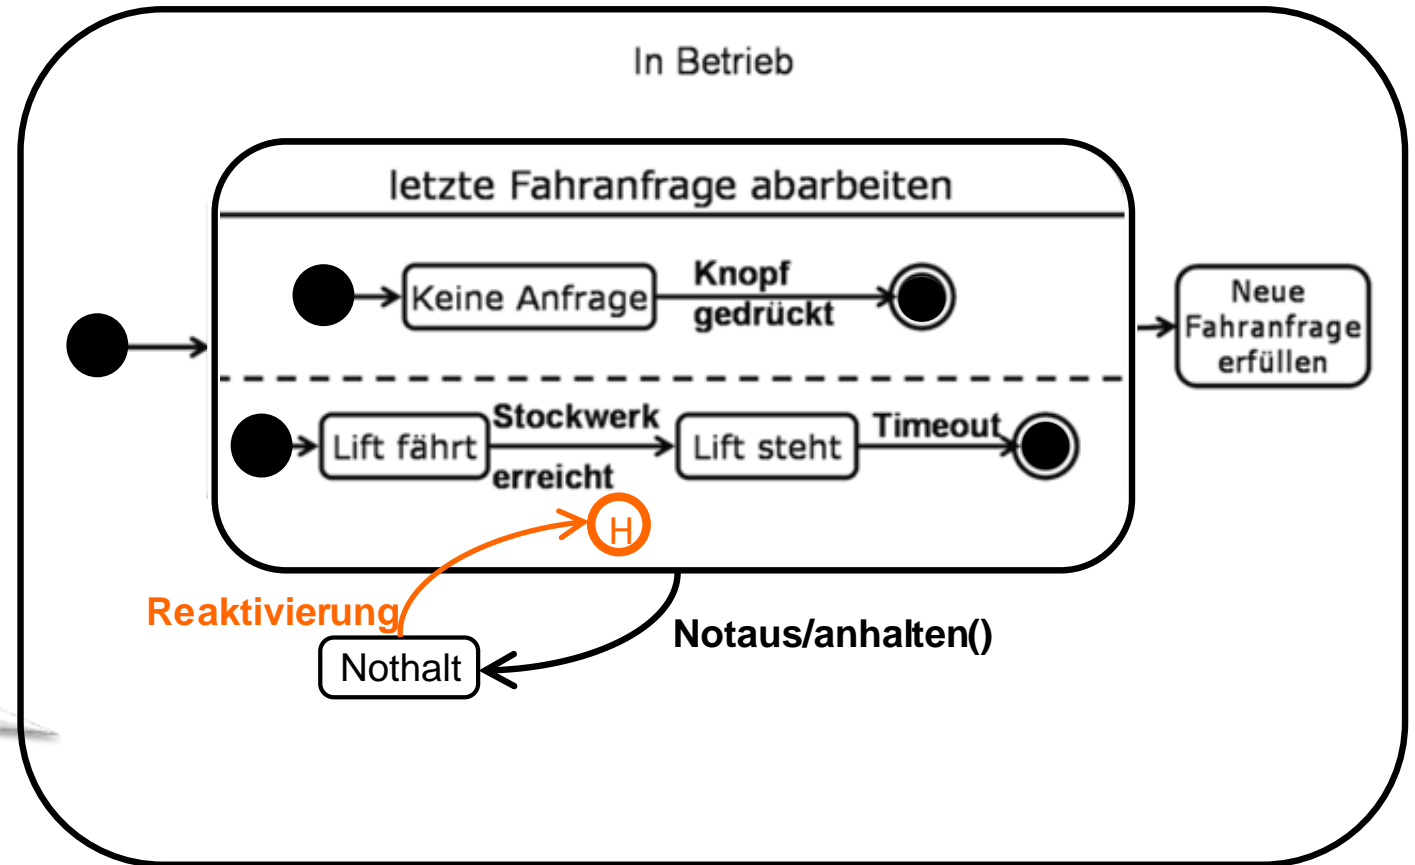 In Betrieb
letzte Fahranfrage abarbeiten
Keine Anfrage
Knopf
gedrückt
Neue
Fahranfrage
erfüllen
Lift fährt
Stockwerk
erreicht
Lift steht
Timeout
H
Reaktivierung
Notaus/anhalten()
Nothalt